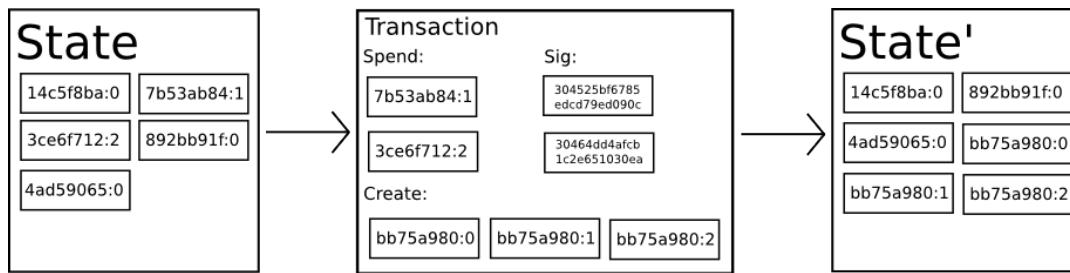 State
14c5f8ba:0 7b53ab84:1
3ce6f712:2 892bb91f:0
4ad59065:0
Transaction
Spend: Sig:
7b53ab84:1
304525bf6785
edcd79ed090c
3ce6f712:2
30464dd4afcb
1c2e651030ea
Create:
bb75a980:0 bb75a980:1 bb75a980:2
State'
14c5f8ba:0 892bb91f:0
4ad59065:0 bb75a980:0
bb75a980:1 bb75a980:2